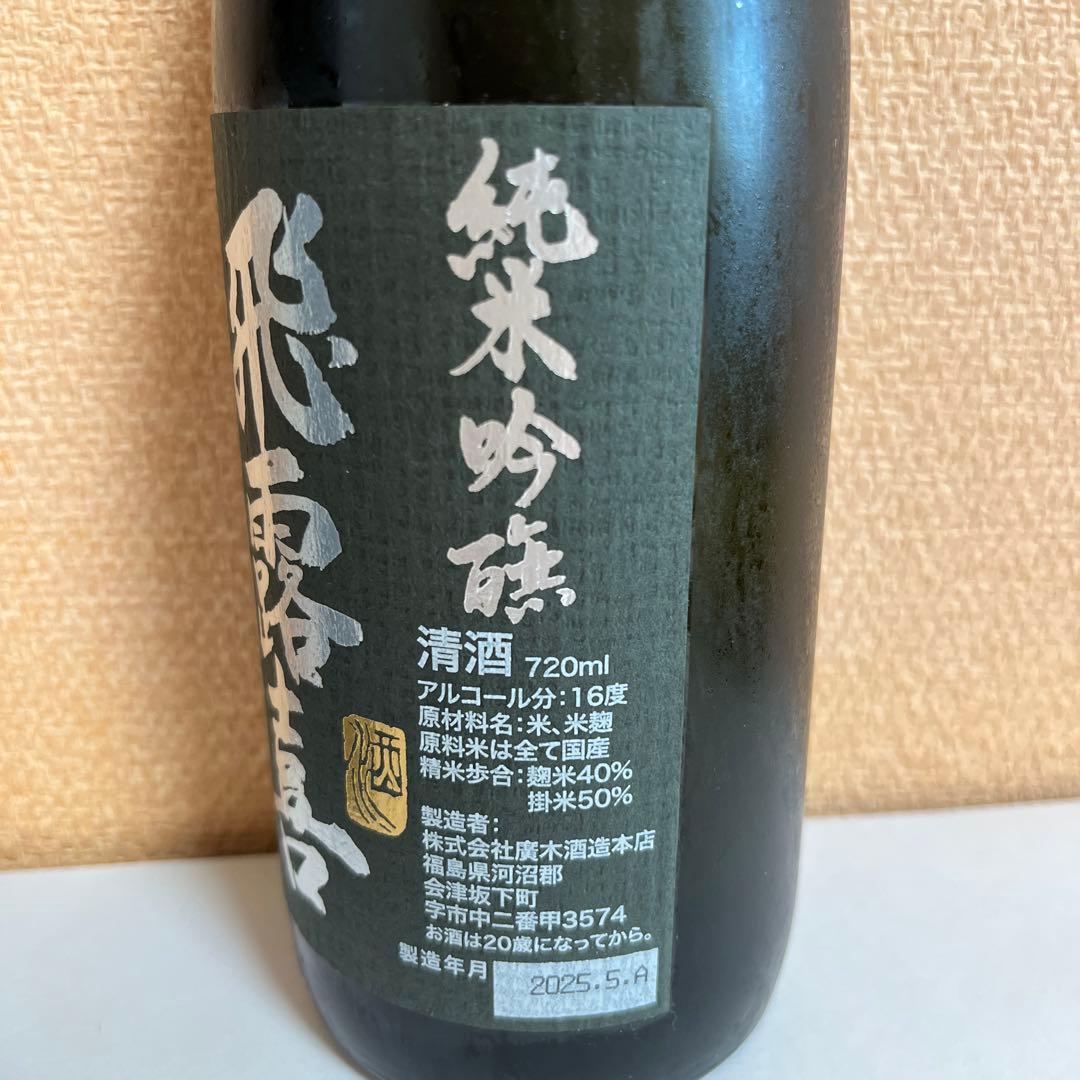 飛露喜
純米吟醸
清酒 720ml
アルコール分:16度
原材料名:米、米麹
原料米は全て国産
精米歩合:麹米40%
掛米50%
酒
製造者:
株式会社廣木酒造本店
福島県河沼郡
会津坂下町
字市中二番甲3574
お酒は20歳になってから。
製造年月 2025.5.A